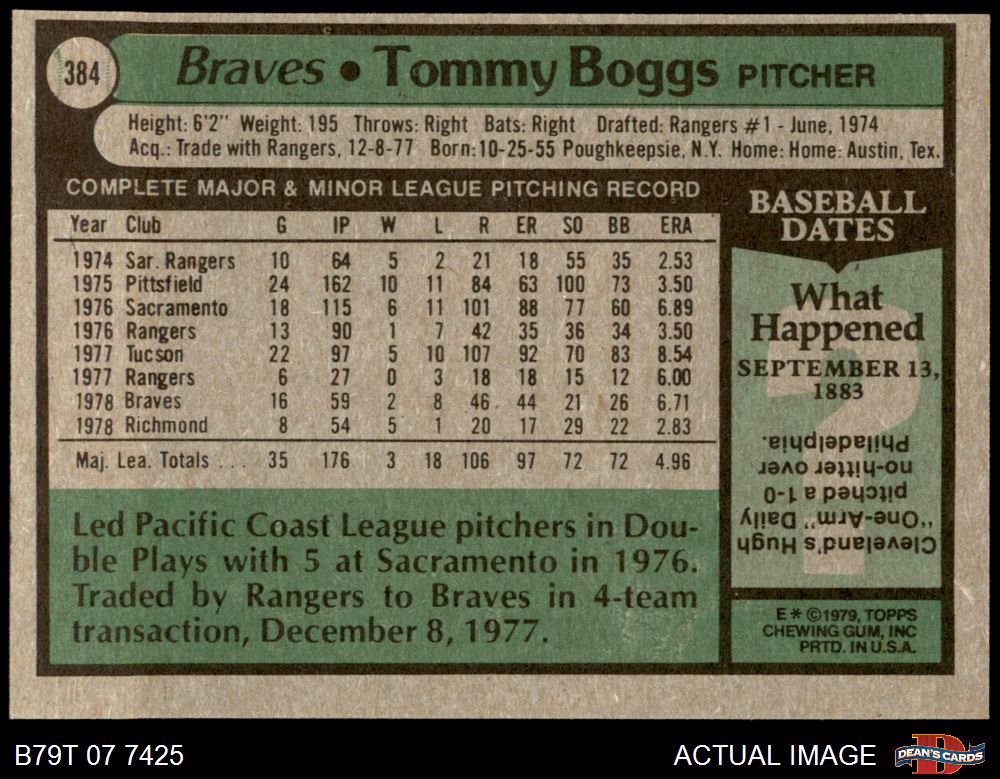 384
Braves • Tommy Boggs PITCHER
Height: 6'2" Weight: 195 Throws: Right Bats: Right Drafted: Rangers #1 - June, 1974
Acq.: Trade with Rangers, 12-8-77 Born:10-25-55 Poughkeepsie, N.Y. Home: Home: Austin, Tex.
COMPLETE MAJOR & MINOR LEAGUE PITCHING RECORD
Year Club G IP W L R ER SO BB ERA
1974 Sar. Rangers 10 64 5 2 21 18 55 35 2.53
1975 Pittsfield 24 162 10 11 84 63 100 73 3.50
1976 Sacramento 18 115 6 11 101 88 77 60 6.89
1976 Rangers 13 90 1 7 42 35 36 34 3.50
1977 Tucson 22 97 5 10 107 92 70 83 8.54
1977 Rangers 6 27 0 3 18 18 15 12 6.00
1978 Braves 16 59 2 8 46 44 21 26 6.71
1978 Richmond 8 54 5 1 20 17 29 22 2.83
Maj. Lea. Totals ... 35 176 3 18 106 97 72 72 4.96
Led Pacific Coast League pitchers in Dou-
ble Plays with 5 at Sacramento in 1976.
Traded by Rangers to Braves in 4-team
transaction, December 8, 1977.
BASEBALL
DATES
What
Happened
SEPTEMBER 13,
1883
Cleveland's Hugh
"One-Arm" Daily
pitched a 1-0
no-hitter over
Philadelphia.
E * ©1979, TOPPS
CHEWING GUM, INC
PRTD. IN U.S.A.
B79T 07 7425
ACTUAL IMAGE
DEAN'S CARDS